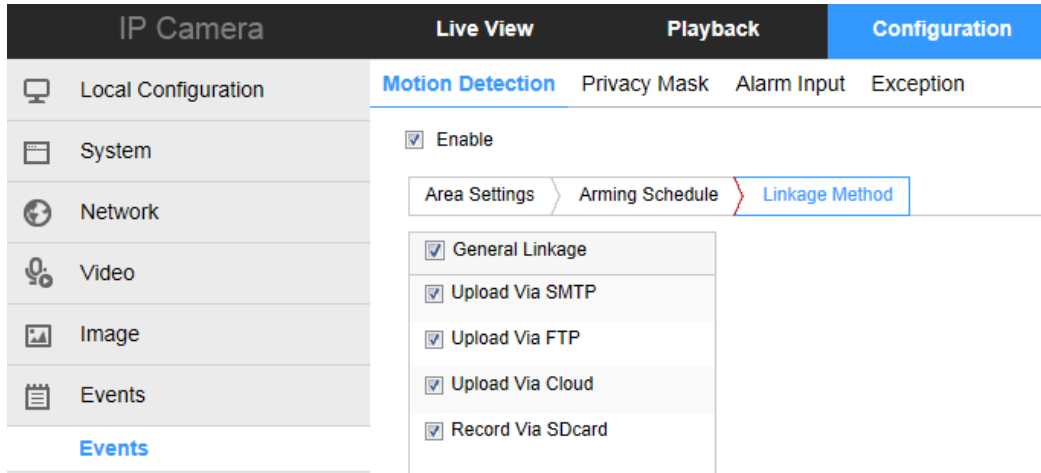 IP Camera
Live View Playback Configuration
Local Configuration
System
Network
Video
Image
Events
Events
Motion Detection Privacy Mask Alarm Input Exception
Enable
Area Settings Arming Schedule Linkage Method
General Linkage
Upload Via SMTP
Upload Via FTP
Upload Via Cloud
Record Via SDcard